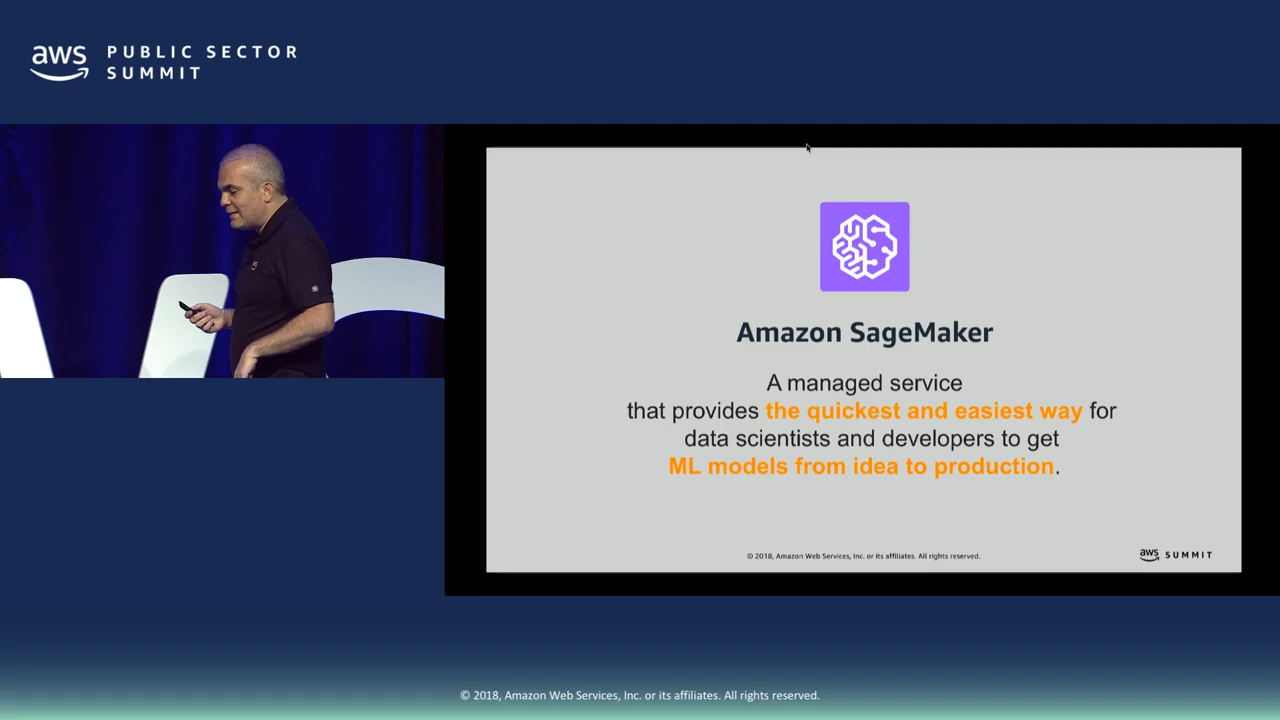 aws PUBLIC SECTOR
SUMMIT
Amazon SageMaker
A managed service
that provides the quickest and easiest way for
data scientists and developers to get
ML models from idea to production.
© 2018, Amazon Web Services, Inc. or its affiliates. All rights reserved.
aws SUMMIT
© 2018, Amazon Web Services, Inc. or its affiliates. All rights reserved.